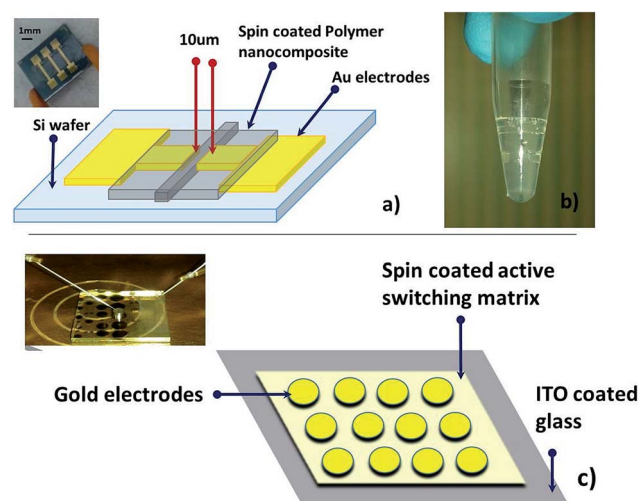 1mm
10um
Spin coated Polymer
nanocomposite
Au electrodes
Si wafer
a)
b)
Spin coated active
switching matrix
Gold electrodes
ITO coated
glass
c)